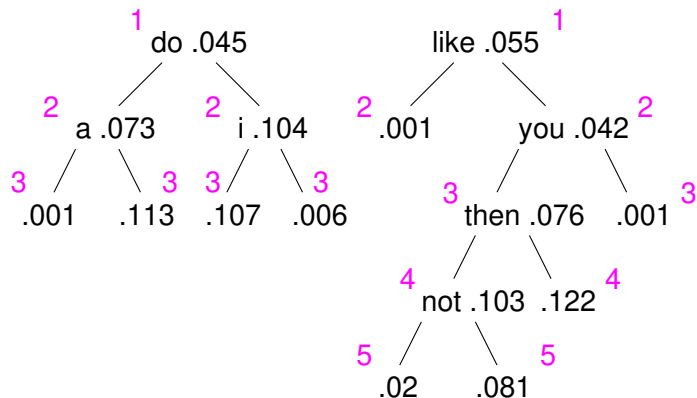 1 do .045 like .055 1
2 a .073 2 i .104 2 .001 you .042 2
3 .001 .113 3 3 .107 .006 3 3 then .076 .001 3
4 not .103 .122 4
5 .02 .081 5